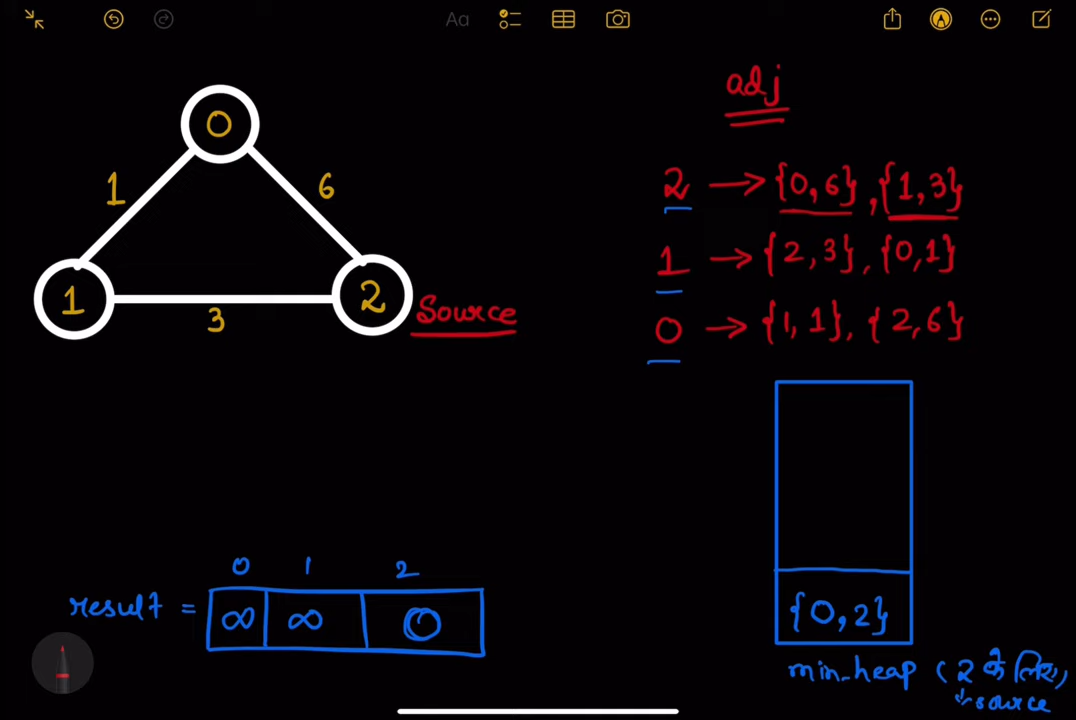 Aa
adj
0
1
6
2 → {0,6}, {1,3}
1 → {2,3}, {0,1}
0 → {1,1}, {2,6}
1
3
2
Source
0 1 2
result = ∞ ∞ 0
{0,2}
min_heap (2 के लिए)
source